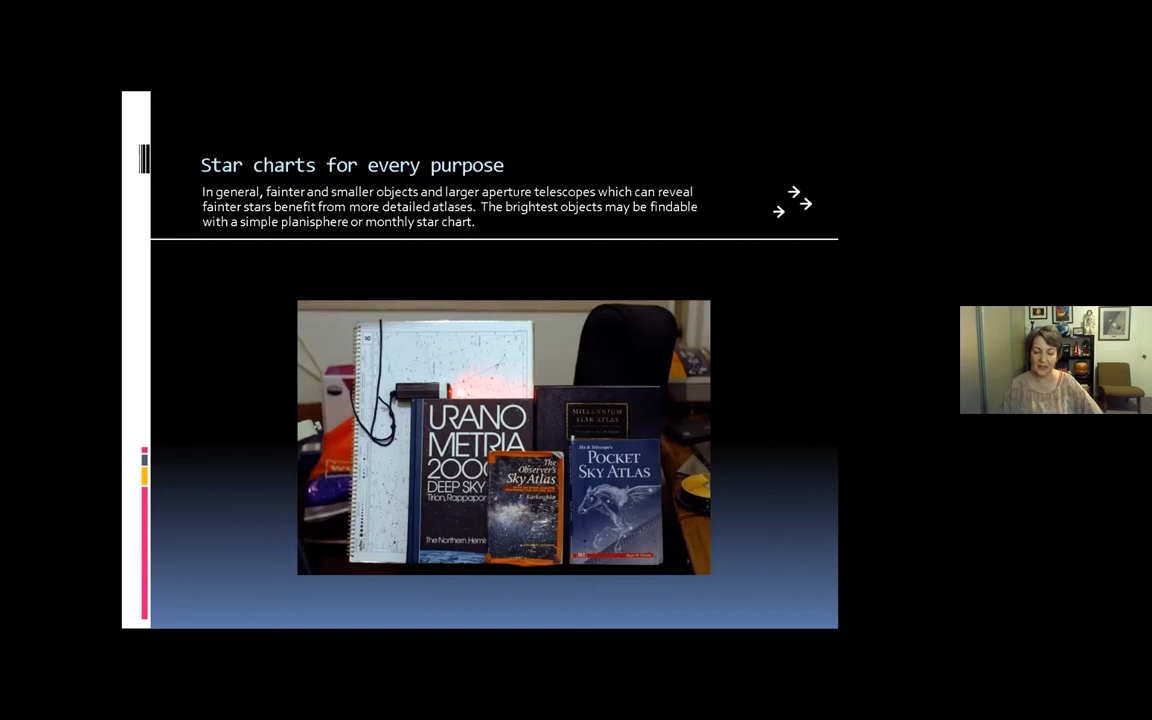 Star charts for every purpose
In general, fainter and smaller objects and larger aperture telescopes which can reveal
fainter stars benefit from more detailed atlases. The brightest objects may be findable
with a simple planisphere or monthly star chart.
8
MILLENNIUM
STAR ATLAS
URANO
METRIA
200
DEEP SKY
Tirion, Rappapor
The Northern Hemi
The
Observer's
Sky Atlas
E. Karkoschka
Sky & Telescope's
POCKET
SKY ATLAS